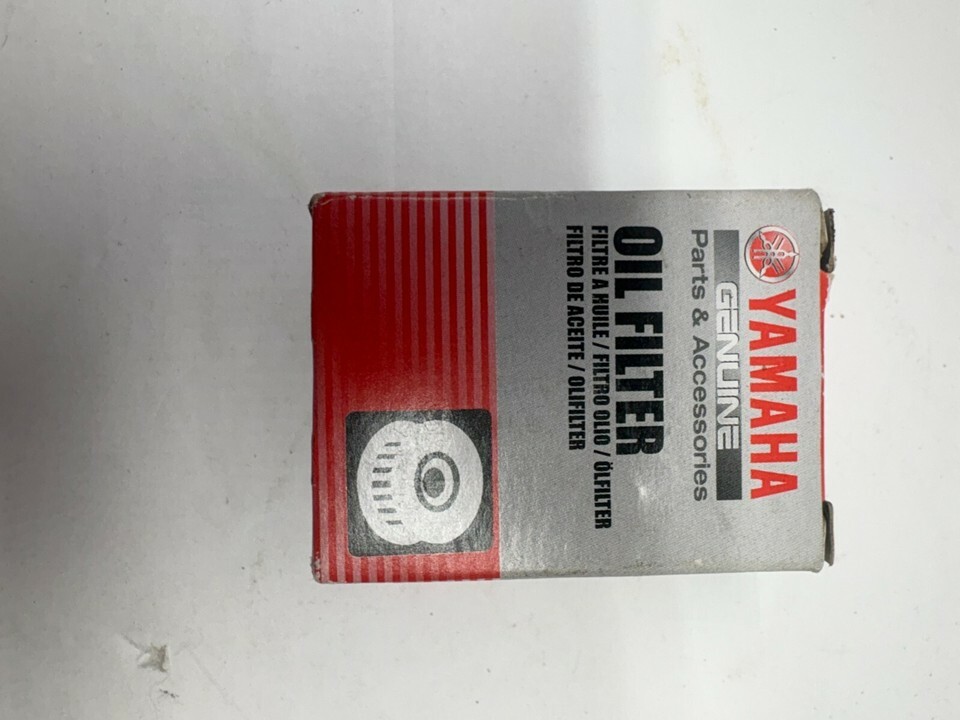 YAMAHA
GENUINE
Parts & Accessories
OIL FILTER
FILTRE A HUILE / FILTRO OLIO / ÖLFILTER
FILTRO DE ACEITE / OLIFILTER